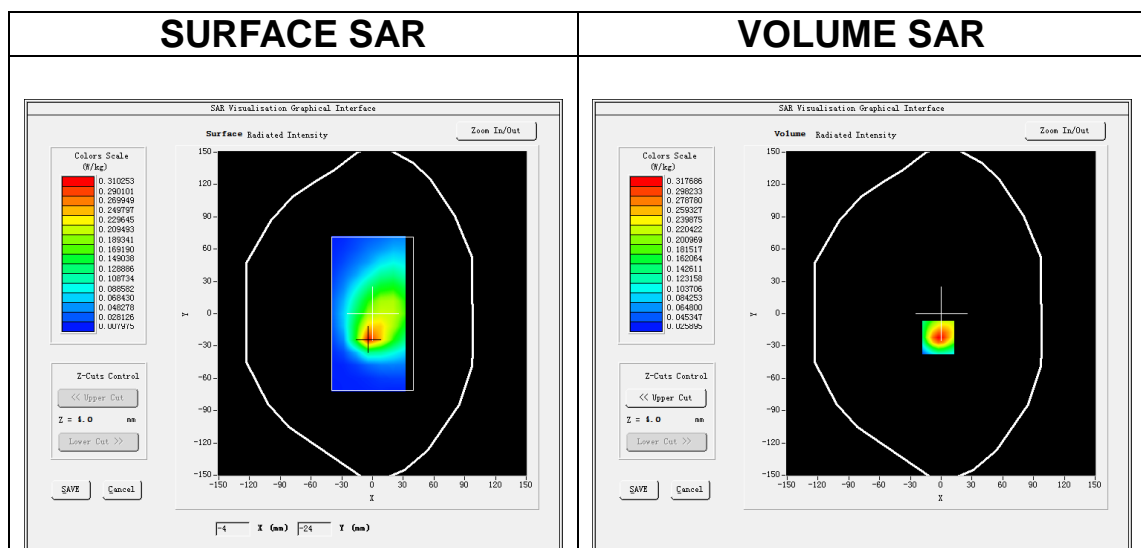 SURFACE SAR
SAR Visualisation Graphical Interface
Surface Radiated Intensity
Zoom In/Out
Colors Scale
(W/kg)
0.310253
0.290101
0.269949
0.249797
0.229645
0.209493
0.189341
0.169190
0.149038
0.128886
0.108734
0.088582
0.068430
0.048278
0.028126
0.007975
150
120
90
60
30
0
-30
-60
-90
-120
-150
Y
-150 -120 -90 -60 -30 0 30 60 90 120 150
X
Z-Cuts Control
<< Upper Cut
Z = 4.0 mm
Lower Cut >>
SAVE Cancel
-4 X (mm) -24 Y (mm)
VOLUME SAR
SAR Visualisation Graphical Interface
Volume Radiated Intensity
Zoom In/Out
Colors Scale
(W/kg)
0.317686
0.298233
0.278780
0.259327
0.239875
0.220422
0.200969
0.181517
0.162064
0.142611
0.123158
0.103706
0.084253
0.064800
0.045347
0.025895
150
120
90
60
30
0
-30
-60
-90
-120
-150
Y
-150 -120 -90 -60 -30 0 30 60 90 120 150
X
Z-Cuts Control
<< Upper Cut
Z = 4.0 mm
Lower Cut >>
SAVE Cancel